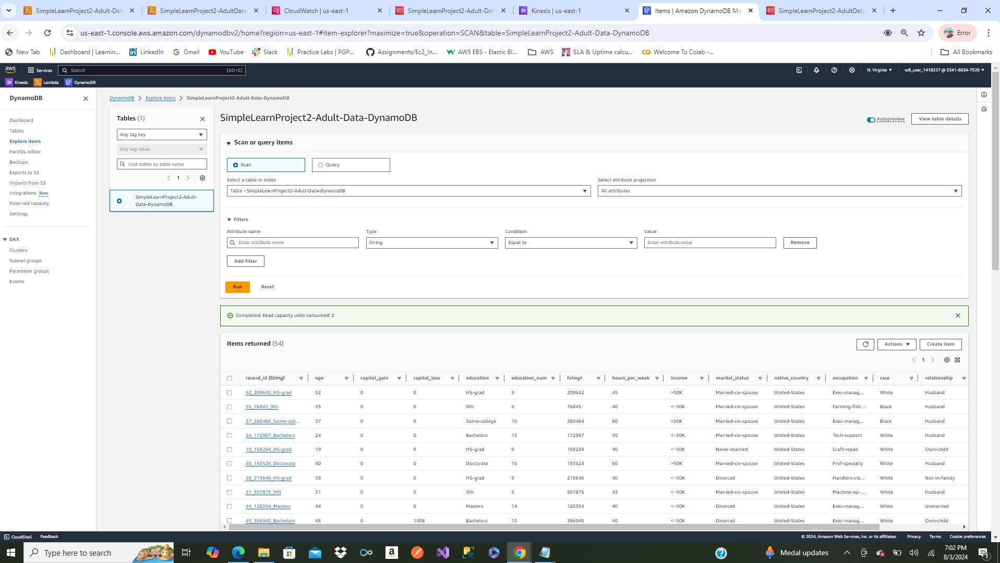 SimpleLearnProject2-Adult-Dat
SimpleLearnProject2-AdultData
CloudWatch | us-east-1
SimpleLearnProject2-Adult-Dat
Kinesis | us-east-1
Items | Amazon DynamoDB Ma
SimpleLearnProject2-AdultData
us-east-1.console.aws.amazon.com/dynamodbv2/home?region=us-east-1#item-explorer?maximize=true&operation=SCAN&table=SimpleLearnProject2-Adult-Data-DynamoDB
Error
New Tab
Dashboard | Learnin...
LinkedIn
Gmail
YouTube
Slack
Practice Labs | PGP...
Assignments/Ec2_In...
AWS EBS - Elastic Bl...
AWS
SLA & Uptime calcu...
Welcome To Colab -...
All Bookmarks
aws
Services
Search
[Alt+S]
N. Virginia
odl_user_1418227 @ 5341-8634-7520
Kinesis
Lambda
DynamoDB
DynamoDB
Dashboard
Tables
Explore items
PartiQL editor
Backups
Exports to S3
Imports from S3
Integrations New
Reserved capacity
Settings
DAX
Clusters
Subnet groups
Parameter groups
Events
DynamoDB
Explore items
SimpleLearnProject2-Adult-Data-DynamoDB
Tables (1)
Any tag key
Any tag value
Find tables by table name
1
SimpleLearnProject2-Adult-
Data-DynamoDB
SimpleLearnProject2-Adult-Data-DynamoDB
Autopreview
View table details
Scan or query items
Scan
Query
Select a table or index
Table - SimpleLearnProject2-Adult-Data-DynamoDB
Select attribute projection
All attributes
Filters
Attribute name
Type
Condition
Value
Enter attribute name
String
Equal to
Enter attribute value
Remove
Add filter
Run
Reset
Completed. Read capacity units consumed: 2
Items returned (54)
Actions
Create item
1
record_id (String) age capital_gain capital_loss education education_num fnlwgt hours_per_week income marital_status native_country occupation race relationship
52_209642_HS-grad 52 0 0 HS-grad 9 209642 45 >50K Married-civ-spouse United-States Exec-manag... White Husband
35_76845_9th 35 0 0 9th 5 76845 40 <=50K Married-civ-spouse United-States Farming-fish... Black Husband
37_280464_Some-coll... 37 0 0 Some-college 10 280464 80 >50K Married-civ-spouse United-States Exec-manag... Black Husband
24_172987_Bachelors 24 0 0 Bachelors 13 172987 50 <=50K Married-civ-spouse United-States Tech-support White Husband
19_168294_HS-grad 19 0 0 HS-grad 9 168294 40 <=50K Never-married United-States Craft-repair White Own-child
40_193524_Doctorate 40 0 0 Doctorate 16 193524 60 >50K Married-civ-spouse United-States Prof-specialty White Husband
38_215646_HS-grad 38 0 0 HS-grad 9 215646 40 <=50K Divorced United-States Handlers-cle... White Not-in-family
31_507875_9th 31 0 0 9th 5 507875 43 <=50K Married-civ-spouse United-States Machine-op-... White Husband
44_128354_Masters 44 0 0 Masters 14 128354 40 <=50K Divorced United-States Exec-manag... White Unmarried
45_386940_Bachelors 45 0 1408 Bachelors 13 386940 40 <=50K Divorced United-States Exec-manag... White Own-child
CloudShell
Feedback
© 2024, Amazon Web Services, Inc. or its affiliates.
Privacy
Terms
Cookie preferences
Type here to search
Medal updates
7:02 PM
8/3/2024
1